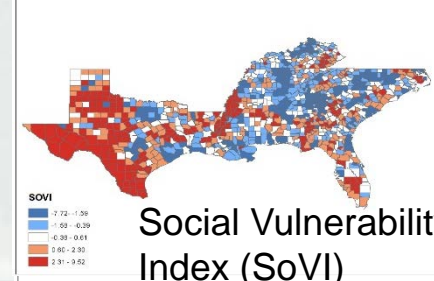 SOVI
-7.72 - -1.59
-1.58 - -0.39
-0.38 - 0.61
0.60 - 2.30
2.31 - 9.52
Social Vulnerabilit
Index (SoVI)